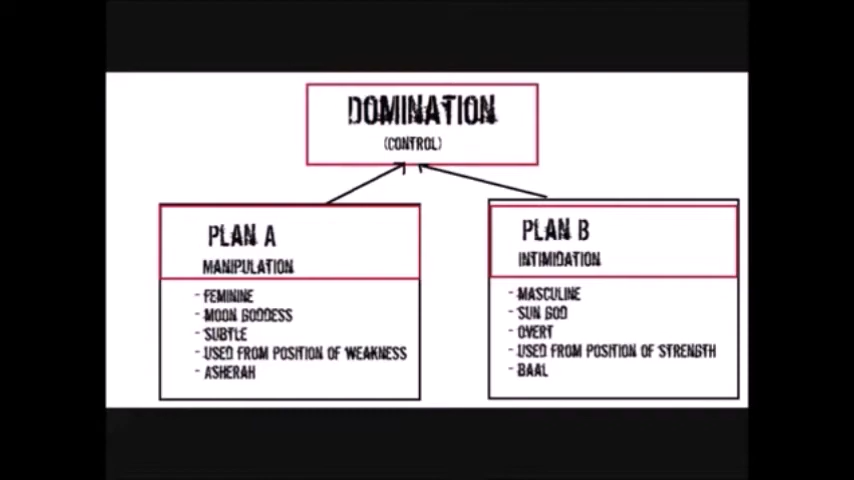 DOMINATION
(CONTROL)
PLAN A
MANIPULATION
- FEMININE
- MOON GODDESS
- SUBTLE
- USED FROM POSITION OF WEAKNESS
- ASHERAH
PLAN B
INTIMIDATION
- MASCULINE
- SUN GOD
- OVERT
- USED FROM POSITION OF STRENGTH
- BAAL